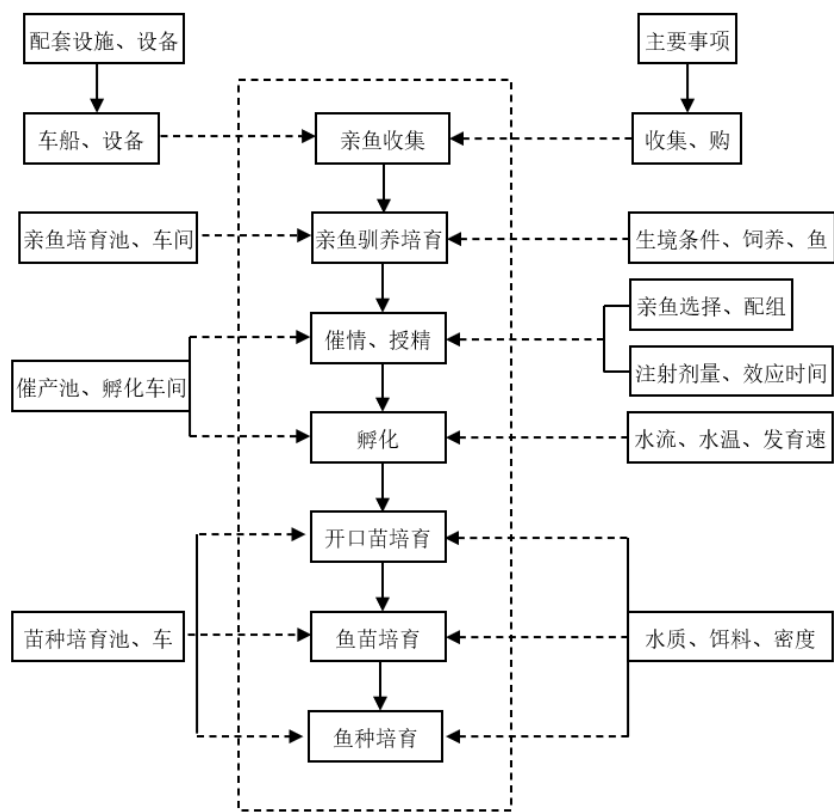 配套设施、设备
主要事项
车船、设备
亲鱼收集
收集、购
亲鱼培育池、车间
亲鱼驯养培育
生境条件、饲养、鱼
亲鱼选择、配组
催情、授精
催产池、孵化车间
注射剂量、效应时间
孵化
水流、水温、发育速
开口苗培育
苗种培育池、车
鱼苗培育
水质、饵料、密度
鱼种培育